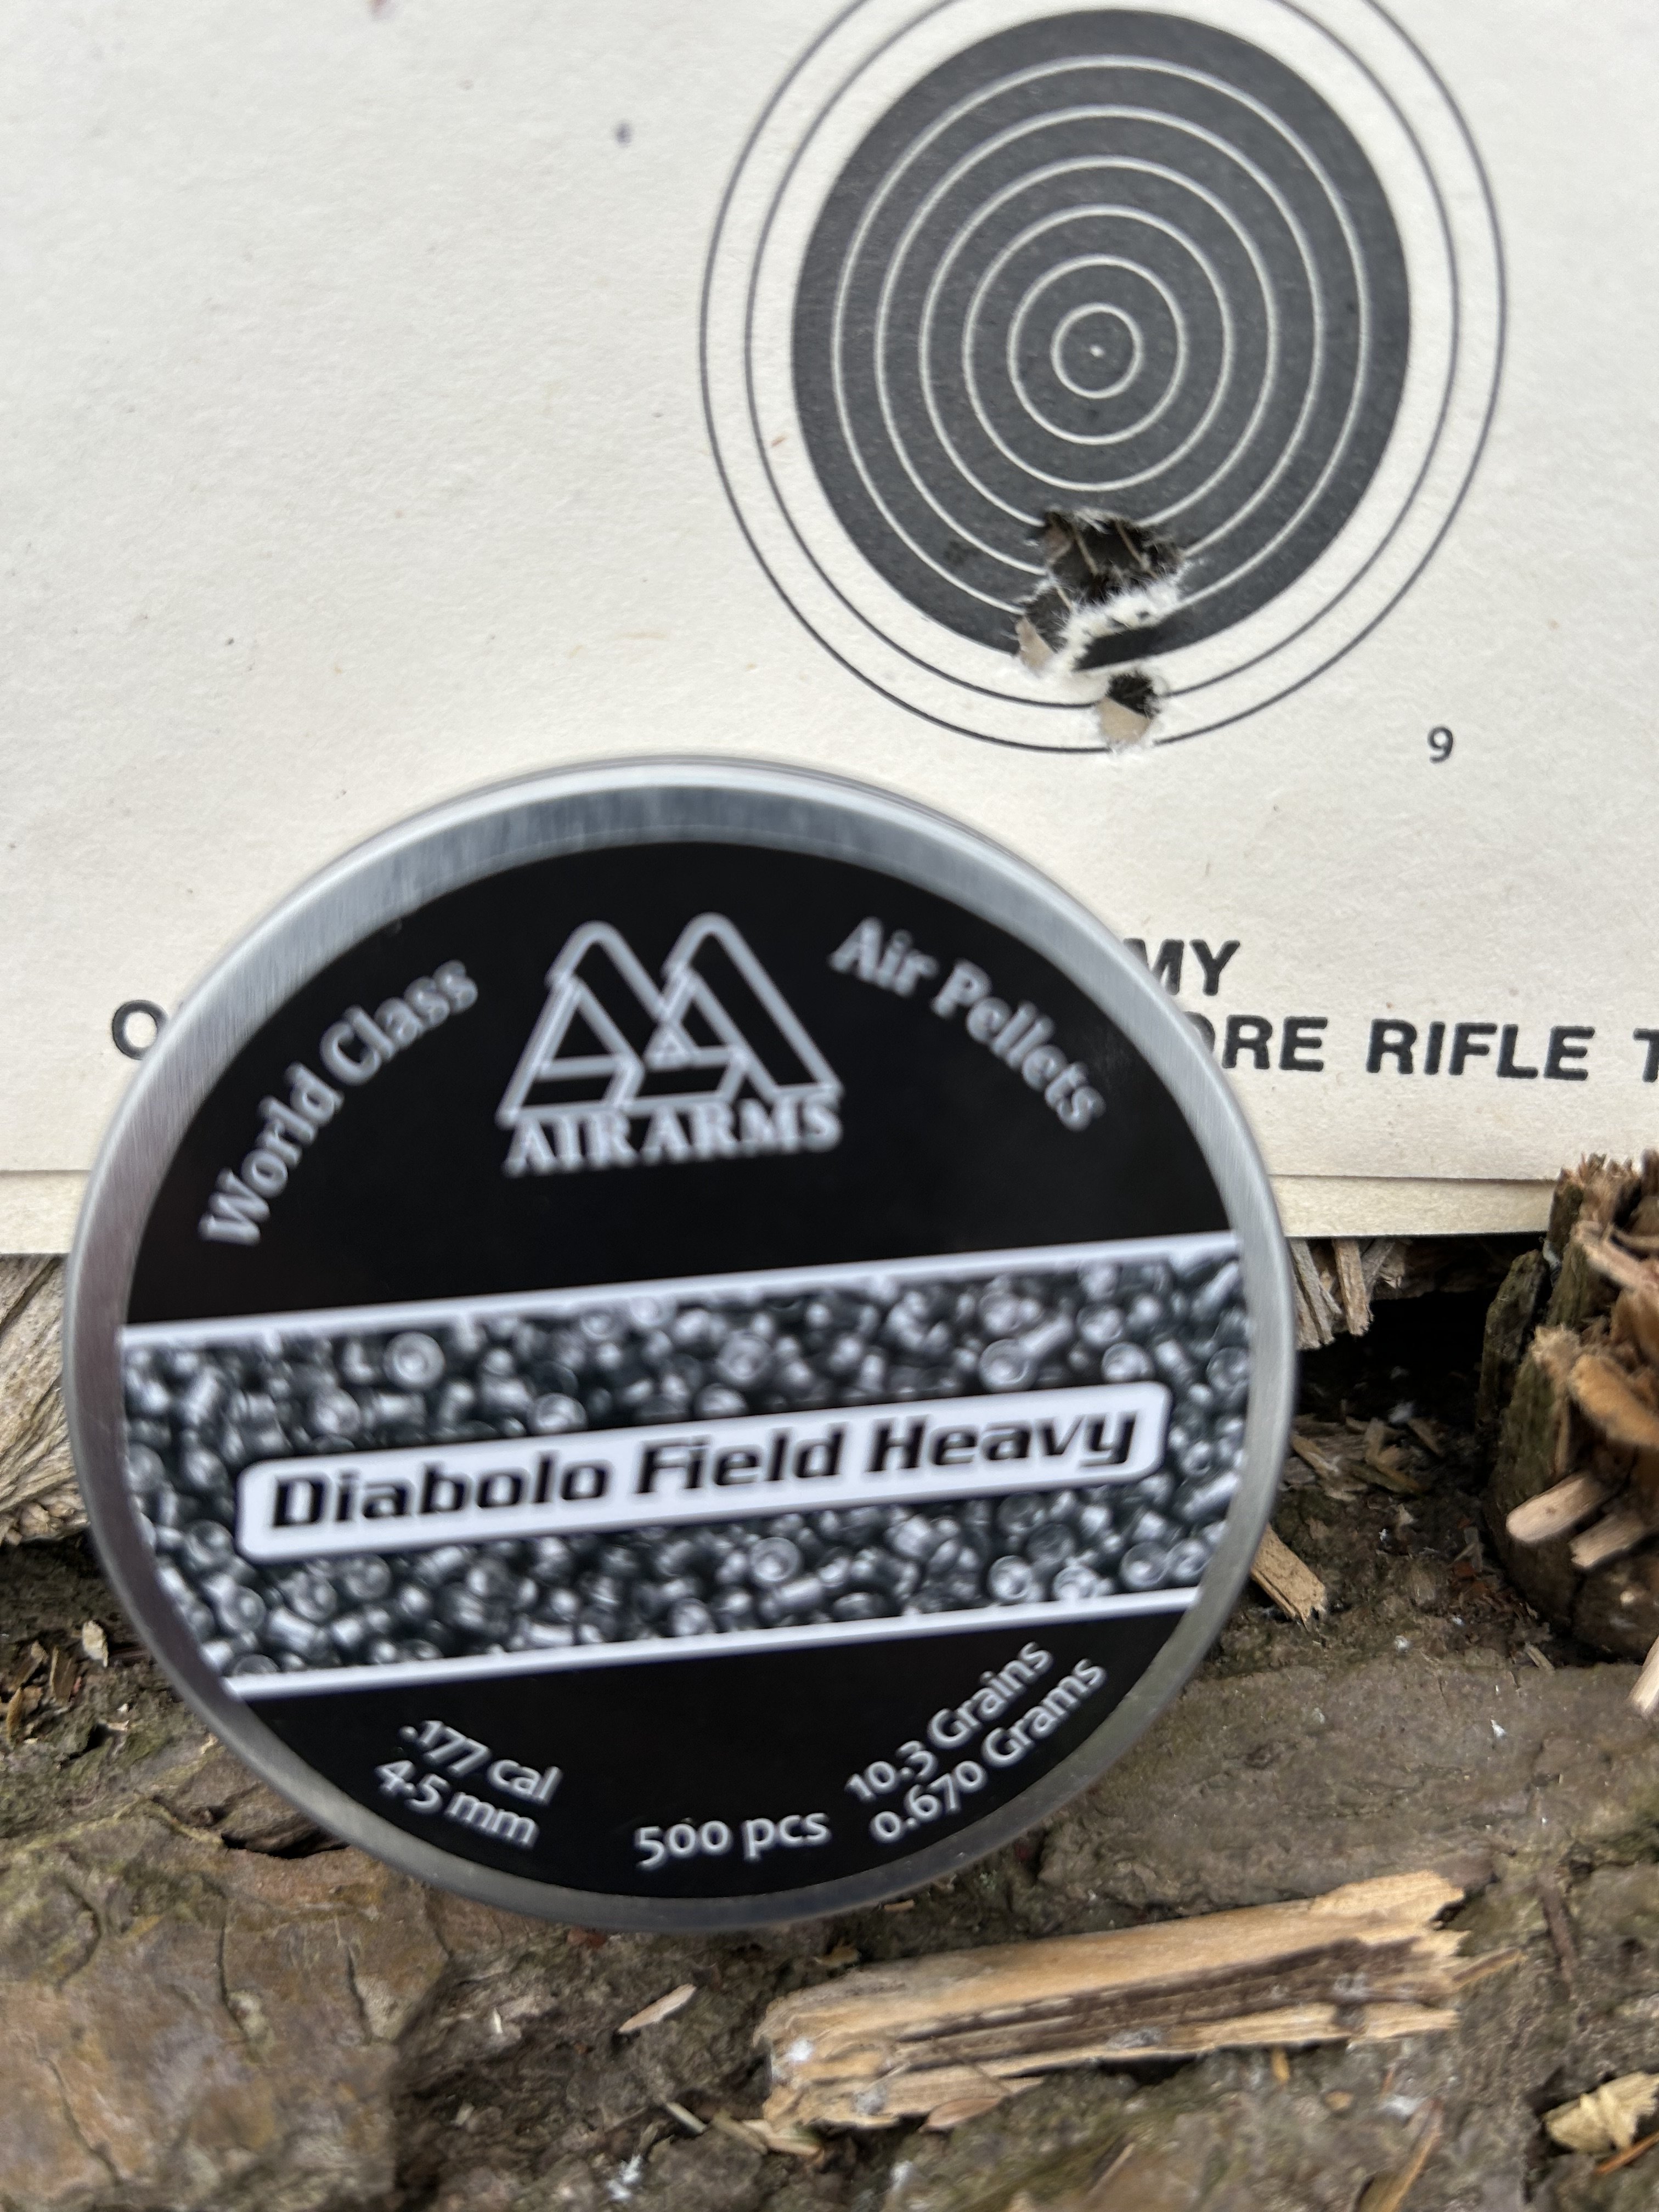 9
MY
O
ORE RIFLE T
World Class
AIR ARMS
Air Pellets
Diabolo Field Heavy
.177 cal
4.5 mm
500 pcs
10.3 Grains
0.670 Grams